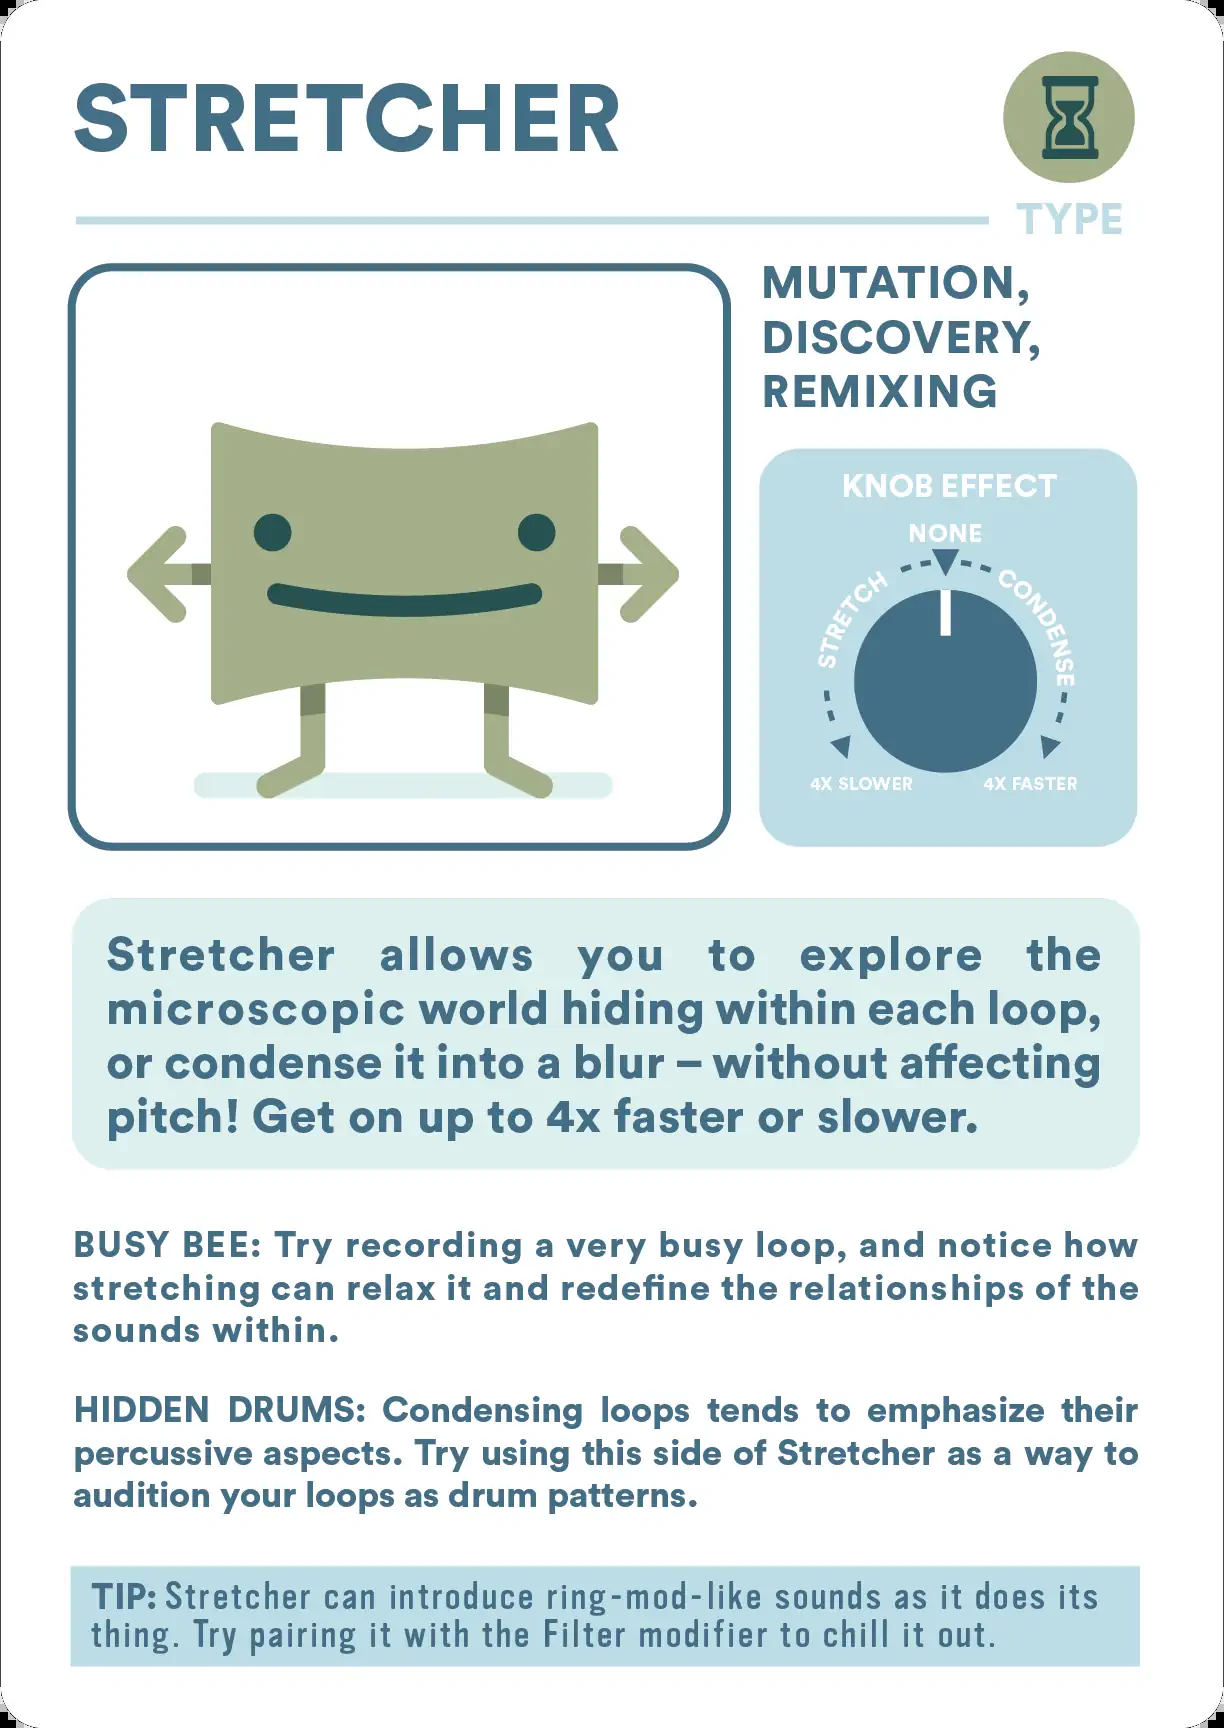 STRETCHER
TYPE
MUTATION,
DISCOVERY,
REMIXING
KNOB EFFECT
NONE
STRETCH
CONDENSE
4X SLOWER
4X FASTER
Stretcher allows you to explore the
microscopic world hiding within each loop,
or condense it into a blur – without affecting
pitch! Get on up to 4x faster or slower.
BUSY BEE: Try recording a very busy loop, and notice how
stretching can relax it and redefine the relationships of the
sounds within.
HIDDEN DRUMS: Condensing loops tends to emphasize their
percussive aspects. Try using this side of Stretcher as a way to
audition your loops as drum patterns.
TIP: Stretcher can introduce ring-mod-like sounds as it does its
thing. Try pairing it with the Filter modifier to chill it out.